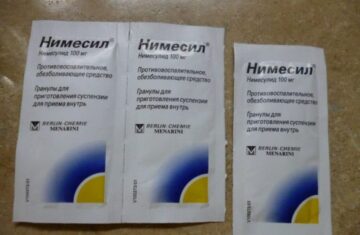 Нимесил®
Нимесулид 100 мг
Противовоспалительное,
обезболивающее средство
Гранулы для
приготовления суспензии
для приема внутрь
BERLIN-CHEMIE
MENARINI
Нимесил®
Нимесулид 100 мг
Противовоспалительное,
обезболивающее средство
Гранулы для
приготовления суспензии
для приема внутрь
BERLIN-CHEMIE
MENARINI
Нимесил®
Нимесулид 100 мг
Противовоспалительное,
обезболивающее средство
Гранулы для
приготовления суспензии
для приема внутрь
BERLIN-CHEMIE
MENARINI